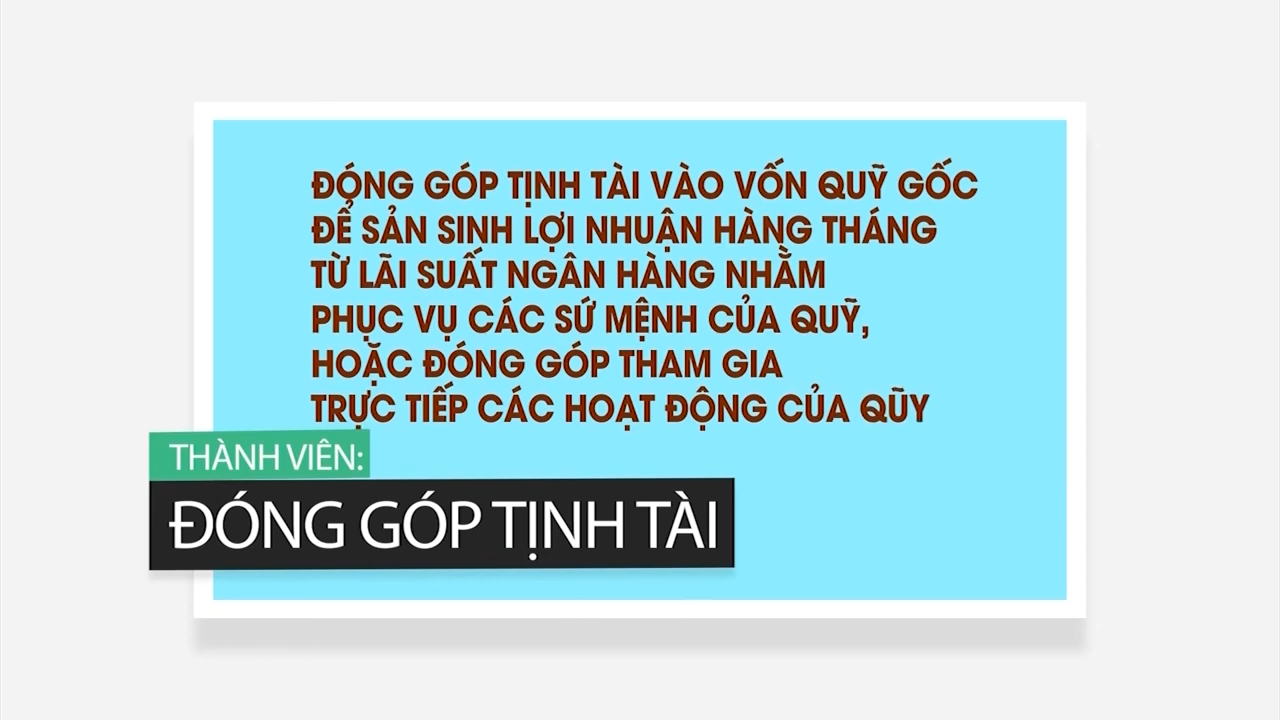 ĐÓNG GÓP TỊNH TÀI VÀO VỐN QUỸ GỐC
ĐỂ SẢN SINH LỢI NHUẬN HÀNG THÁNG
TỪ LÃI SUẤT NGÂN HÀNG NHẰM
PHỤC VỤ CÁC SỨ MỆNH CỦA QUỸ,
HOẶC ĐÓNG GÓP THAM GIA
TRỰC TIẾP CÁC HOẠT ĐỘNG CỦA QŨY
THÀNH VIÊN:
ĐÓNG GÓP TỊNH TÀI